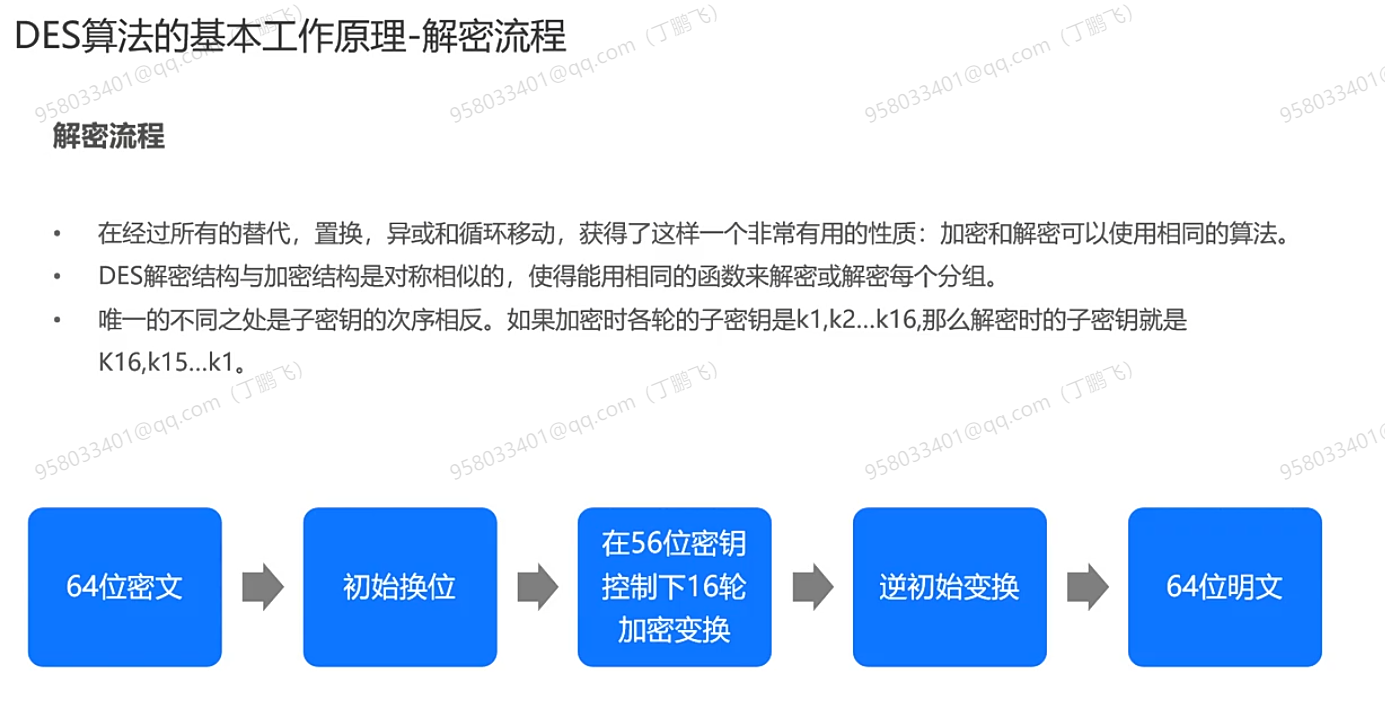 DES算法的基本工作原理-解密流程
958033401@qq.com（丁鹏飞）
958033401@qq.com（丁鹏飞）
958033401@qq.com（丁鹏飞）
958033401@
解密流程
• 在经过所有的替代，置换，异或和循环移动，获得了这样一个非常有用的性质：加密和解密可以使用相同的算法。
• DES解密结构与加密结构是对称相似的，使得能用相同的函数来解密或解密每个分组。
• 唯一的不同之处是子密钥的次序相反。如果加密时各轮的子密钥是k1,k2...k16,那么解密时的子密钥就是
K16,k15...k1。
958033401@qq.com（丁鹏飞）
958033401@qq.com（丁鹏飞）
958033401@qq.com（丁鹏飞）
958033401@
64位密文
初始换位
在56位密钥
控制下16轮
加密变换
逆初始变换
64位明文